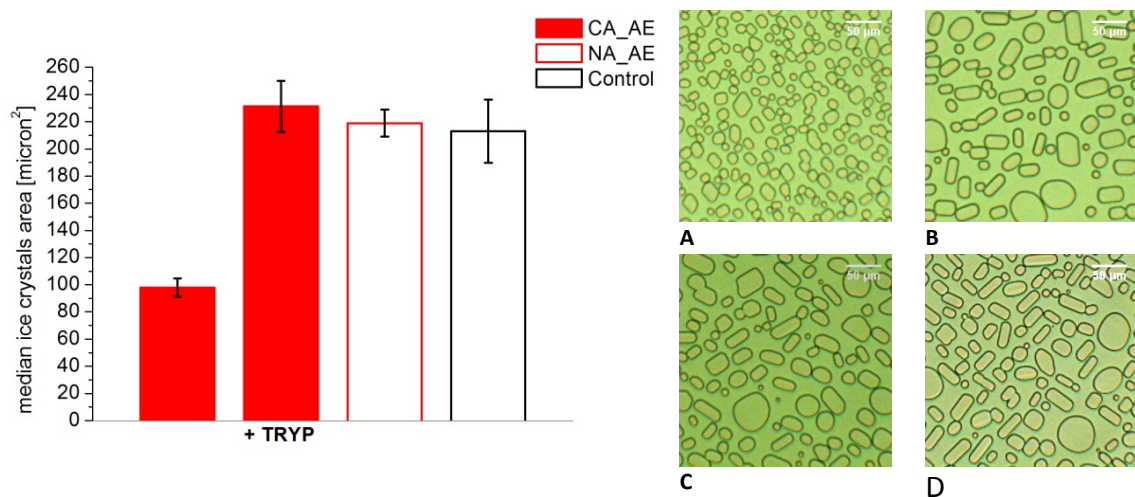 CA_AE
NA_AE
Control
median ice crystals area [micron²]
260
240
220
200
180
160
140
120
100
80
60
40
20
0
+ TRYP
50 µm
A
50 µm
B
50 µm
C
50 µm
D